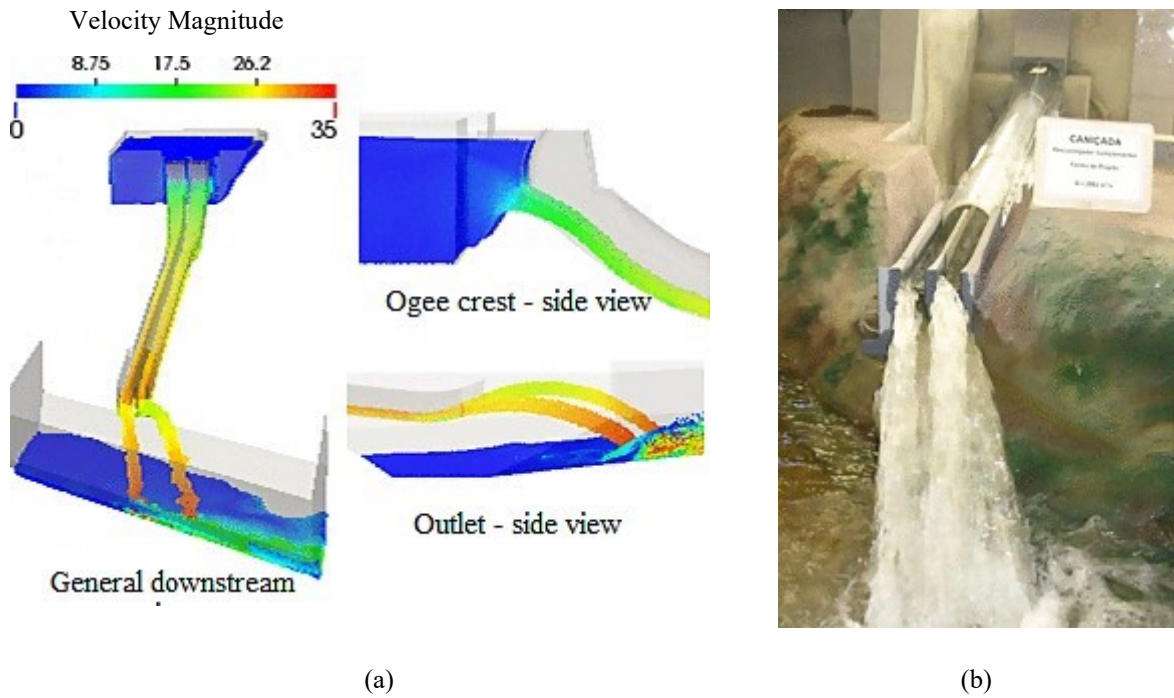 Velocity Magnitude
8.75 17.5 26.2
0 35
Ogee crest - side view
Outlet - side view
General downstream
CANIÇADA
(a) (b)